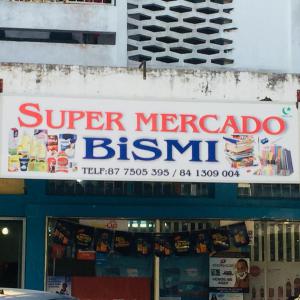 SUPER MERCADO
BiSMI
TELF: 87 7505 395 / 84 1309 004